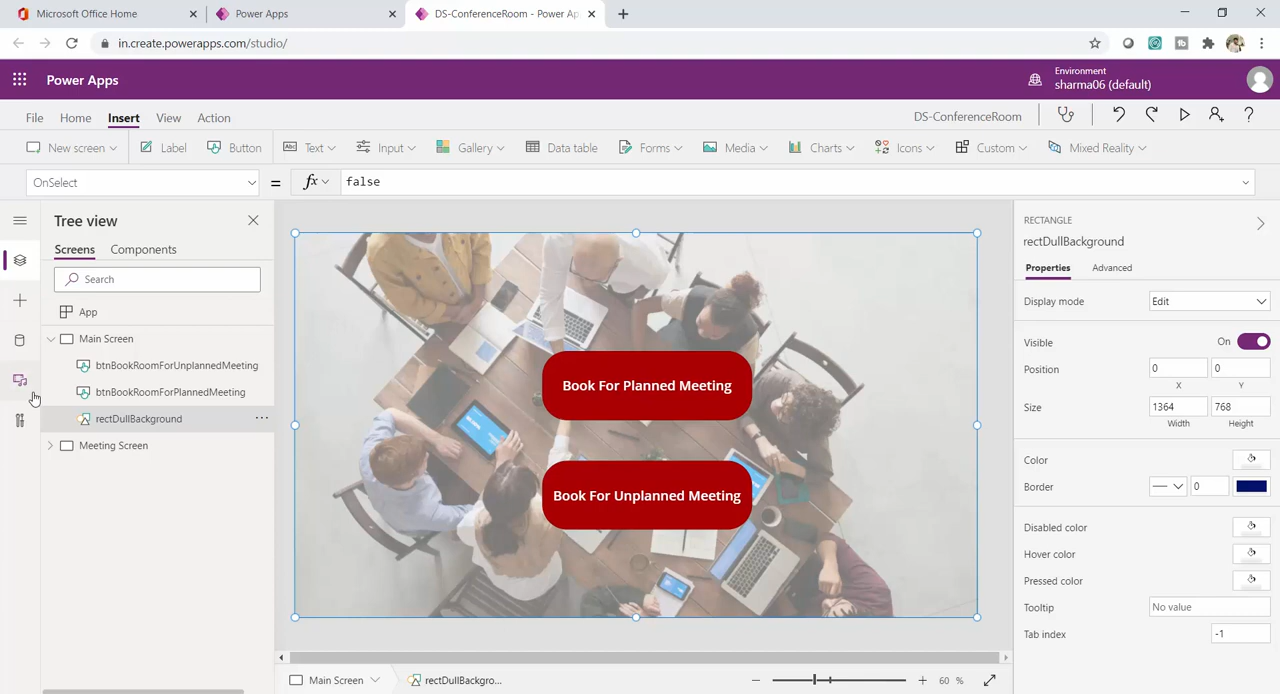 Microsoft Office Home
Power Apps
DS-ConferenceRoom - Power Ap
in.create.powerapps.com/studio/
Power Apps
Environment
sharma06 (default)
File Home Insert View Action
DS-ConferenceRoom
New screen Label Button Text Input Gallery Data table Forms Media Charts Icons Custom Mixed Reality
OnSelect = fx false
Tree view
Screens Components
Search
App
Main Screen
btnBookRoomForUnplannedMeeting
btnBookRoomForPlannedMeeting
rectDullBackground ...
Meeting Screen
Book For Planned Meeting
Book For Unplanned Meeting
RECTANGLE
rectDullBackground
Properties Advanced
Display mode Edit
Visible On
Position 0 0
X Y
Size 1364 768
Width Height
Color
Border 0
Disabled color
Hover color
Pressed color
Tooltip No value
Tab index -1
Main Screen rectDullBackgro... 60 %